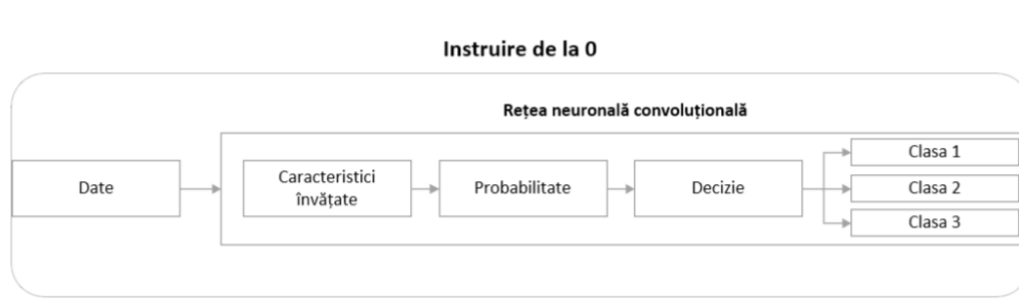 Instruire de la 0
Rețea neuronală convoluțională
Date
Caracteristici
învățate
Probabilitate
Decizie
Clasa 1
Clasa 2
Clasa 3